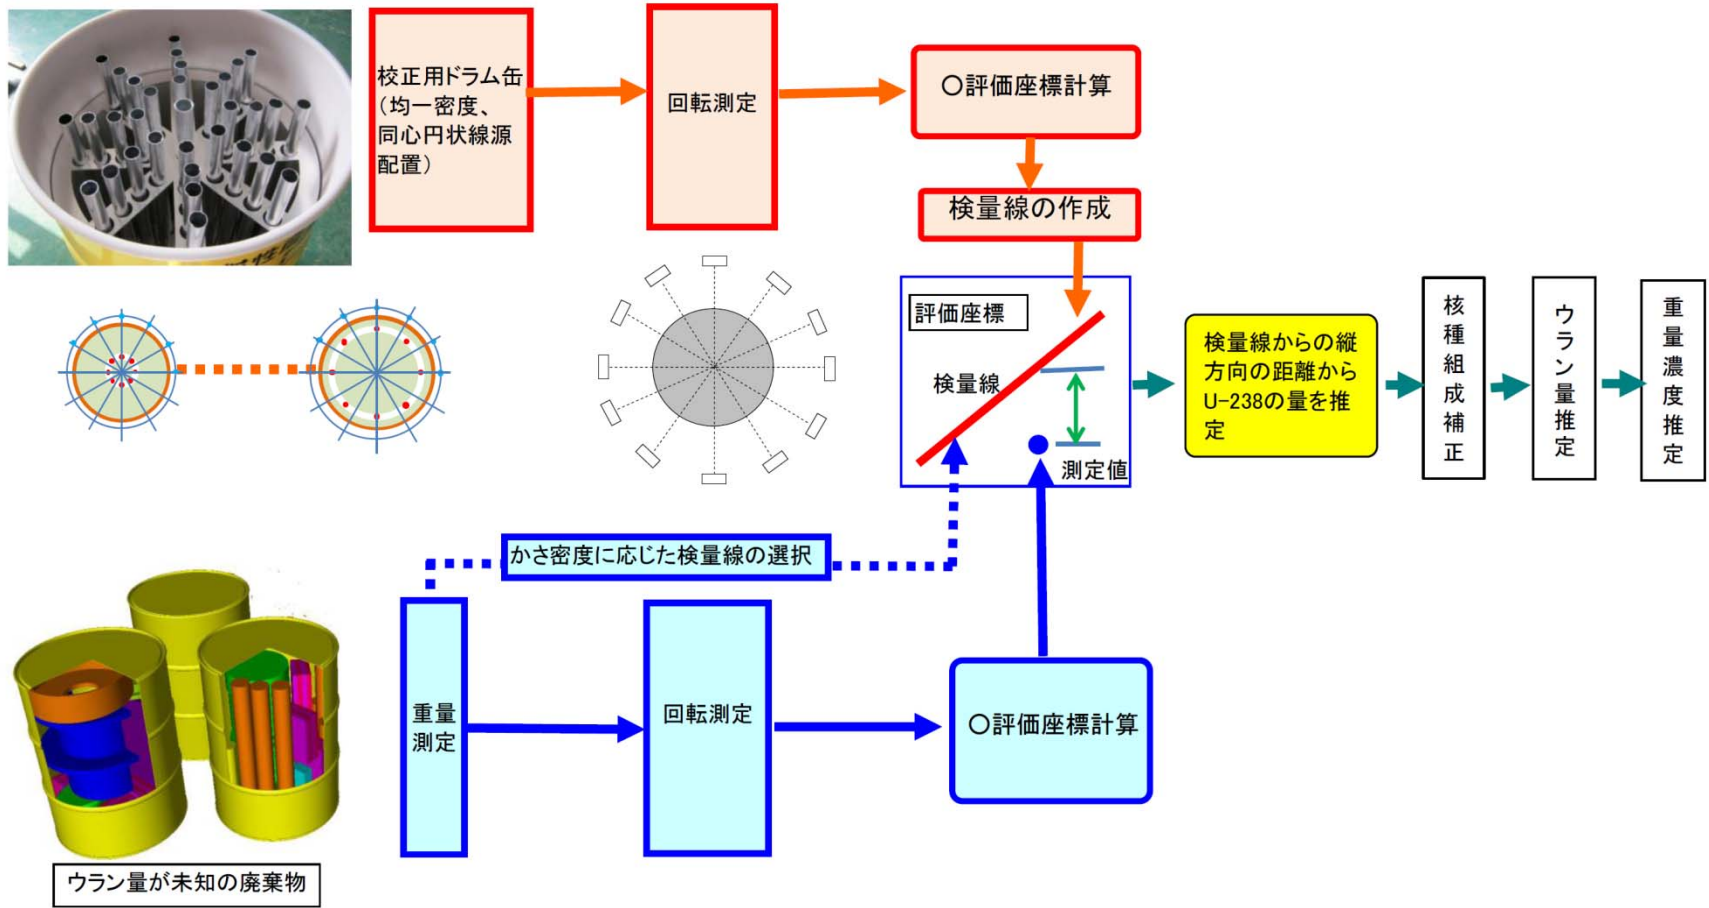 校正用ドラム缶
（均一密度、
同心円状線源
配置）
回転測定
〇評価座標計算
検量線の作成
評価座標
検量線
測定値
検量線からの縦
方向の距離から
U-238の量を推
定
核種組成補正
ウラン量推定
重量濃度推定
かさ密度に応じた検量線の選択
重量
測定
回転測定
〇評価座標計算
ウラン量が未知の廃棄物